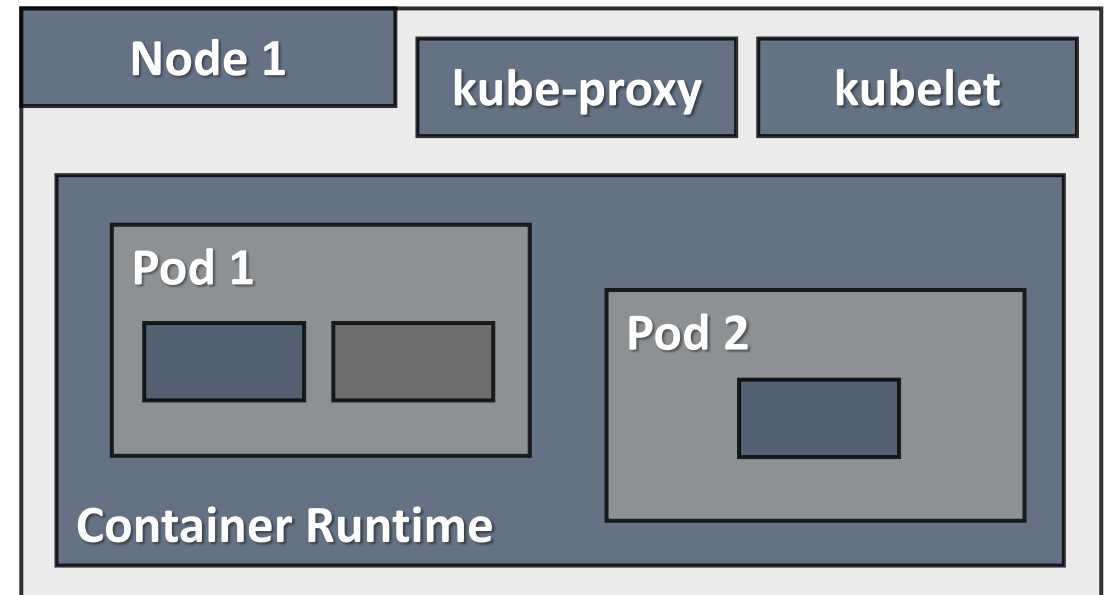 Node 1
kube-proxy
kubelet
Pod 1
Pod 2
Container Runtime